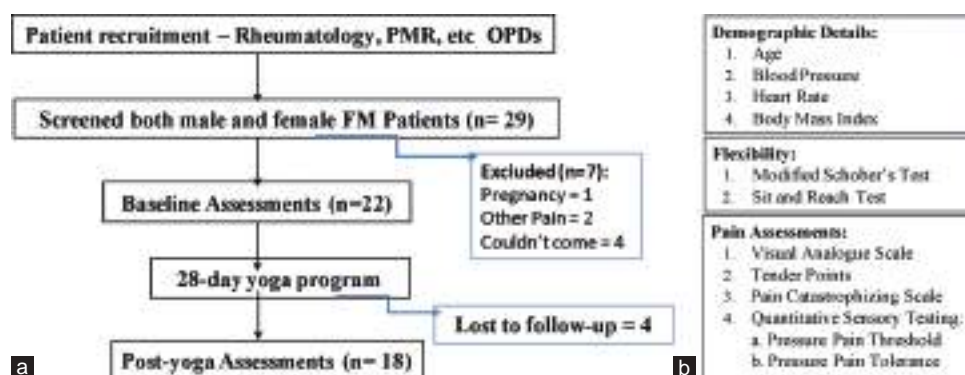 Patient recruitment – Rheumatology, PMR, etc OPDs
Screened both male and female FM Patients (n= 29)
Excluded (n=7):
Pregnancy = 1
Other Pain = 2
Couldn't come = 4
Baseline Assessments (n=22)
28-day yoga program
Lost to follow-up = 4
Post-yoga Assessments (n= 18)
a
Demographic Details:
1. Age
2. Blood Pressure
3. Heart Rate
4. Body Mass Index
Flexibility:
1. Modified Schober's Test
2. Sit and Reach Test
Pain Assessments:
1. Visual Analogue Scale
2. Tender Points
3. Pain Catastrophizing Scale
4. Quantitative Sensory Testing:
a. Pressure Pain Threshold
b. Pressure Pain Tolerance
b